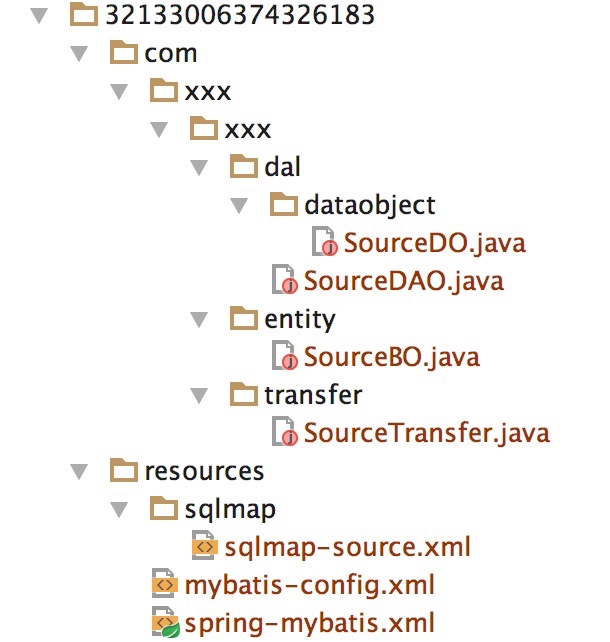 32133006374326183
com
xxx
xxx
dal
dataobject
SourceDO.java
SourceDAO.java
entity
SourceBO.java
transfer
SourceTransfer.java
resources
sqlmap
sqlmap-source.xml
mybatis-config.xml
spring-mybatis.xml